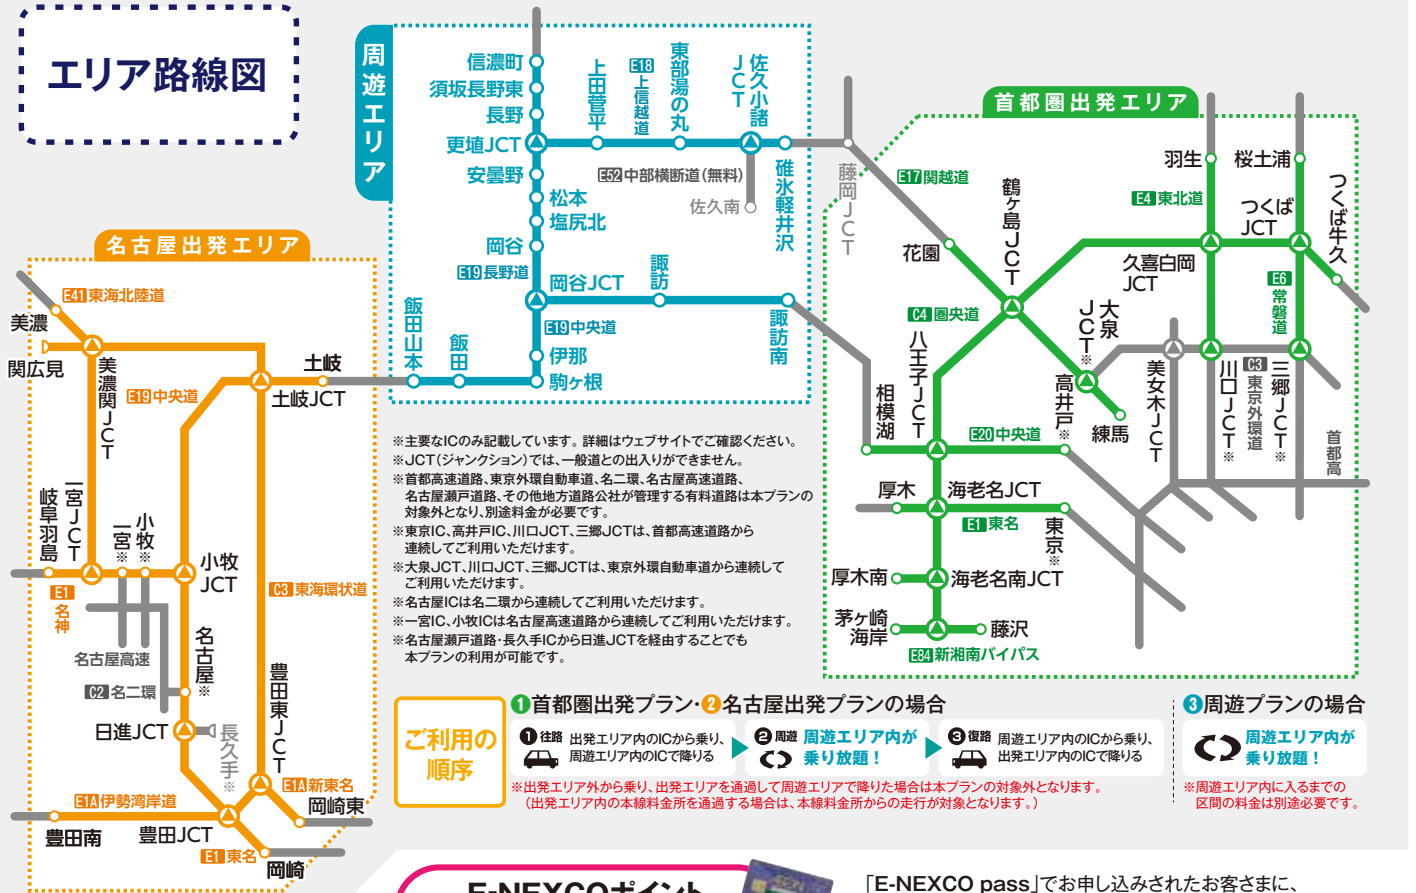 エリア路線図
周遊エリア
信濃町
須坂長野東
長野
更埴JCT
安曇野
松本
塩尻北
岡谷
E19長野道
岡谷JCT
諏訪
諏訪南
E19中央道
伊那
駒ヶ根
飯田
飯田山本
上田菅平
E18上信越道
東部湯の丸
佐久小諸JCT
碓氷軽井沢
E52中部横断道(無料)
佐久南
藤岡JCT
首都圏出発エリア
E17関越道
花園
鶴ヶ島JCT
羽生
E4東北道
桜土浦
つくばJCT
つくば牛久
久喜白岡JCT
E6常磐道
C4圏央道
八王子JCT
大泉JCT※
練馬
美女木JCT
川口JCT※
C3東京外環道
三郷JCT※
首都高
相模湖
E20中央道
高井戸※
厚木
海老名JCT
E1東名
東京※
厚木南
海老名南JCT
茅ヶ崎海岸
藤沢
E84新湘南バイパス
名古屋出発エリア
E41東海北陸道
美濃
関広見
美濃関JCT
E19中央道
土岐
土岐JCT
一宮JCT
岐阜羽島
一宮※
小牧※
小牧JCT
E1名神
名古屋高速
C2名二環
名古屋※
C3東海環状道
日進JCT
長久手※
豊田東JCT
E1A新東名
岡崎東
E1A伊勢湾岸道
豊田南
豊田JCT
E1東名
岡崎
※主要なICのみ記載しています。詳細はウェブサイトでご確認ください。
※JCT(ジャンクション)では、一般道との出入りができません。
※首都高速道路、東京外環自動車道、名二環、名古屋高速道路、
名古屋瀬戸道路、その他地方道路公社が管理する有料道路は本プランの
対象外となり、別途料金が必要です。
※東京IC、高井戸IC、川口JCT、三郷JCTは、首都高速道路から
連続してご利用いただけます。
※大泉JCT、川口JCT、三郷JCTは、東京外環自動車道から連続して
ご利用いただけます。
※名古屋ICは名二環から連続してご利用いただけます。
※一宮IC、小牧ICは名古屋高速道路から連続してご利用いただけます。
※名古屋瀬戸道路・長久手ICから日進JCTを経由することでも
本プランの利用が可能です。
ご利用の
順序
❶首都圏出発プラン・❷名古屋出発プランの場合
❶往路 出発エリア内のICから乗り、
周遊エリア内のICで降りる
❷周遊 周遊エリア内が
乗り放題！
❸復路 周遊エリア内のICから乗り、
出発エリア内のICで降りる
※出発エリア外から乗り、出発エリアを通過して周遊エリアで降りた場合は本プランの対象外となります。
(出発エリア内の本線料金所を通過する場合は、本線料金所からの走行が対象となります。)
❸周遊プランの場合
周遊エリア内が
乗り放題！
※周遊エリア内に入るまでの
区間の料金は別途必要です。
E-NEXCOポイント
「E-NEXCO pass」でお申し込みされたお客さまに、